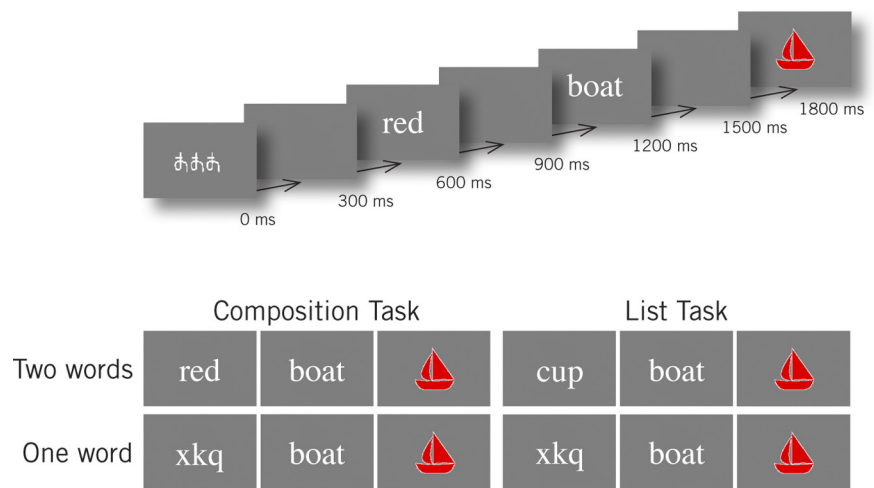 red
boat
0 ms
300 ms
600 ms
900 ms
1200 ms
1500 ms
1800 ms
Composition Task
List Task
Two words
red
boat
cup
boat
One word
xkq
boat
xkq
boat